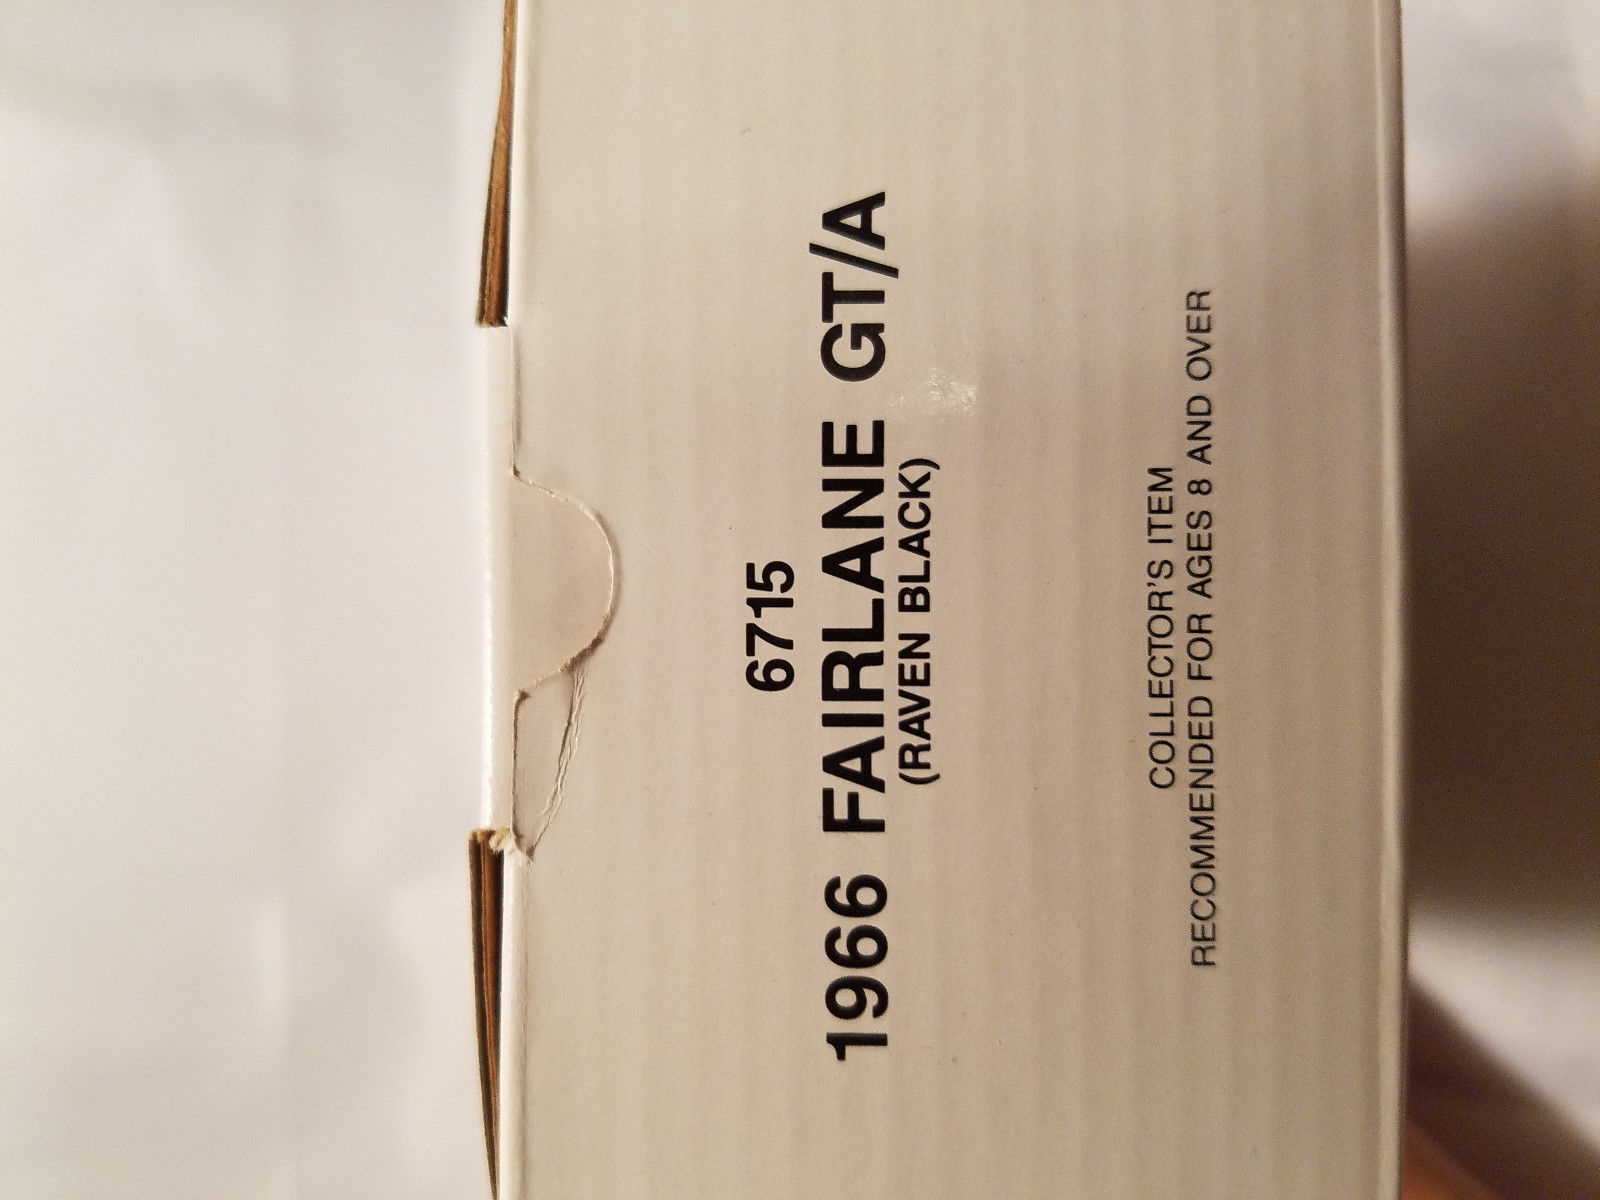 6715
1966 FAIRLANE GT/A
(RAVEN BLACK)
COLLECTOR'S ITEM
RECOMMENDED FOR AGES 8 AND OVER